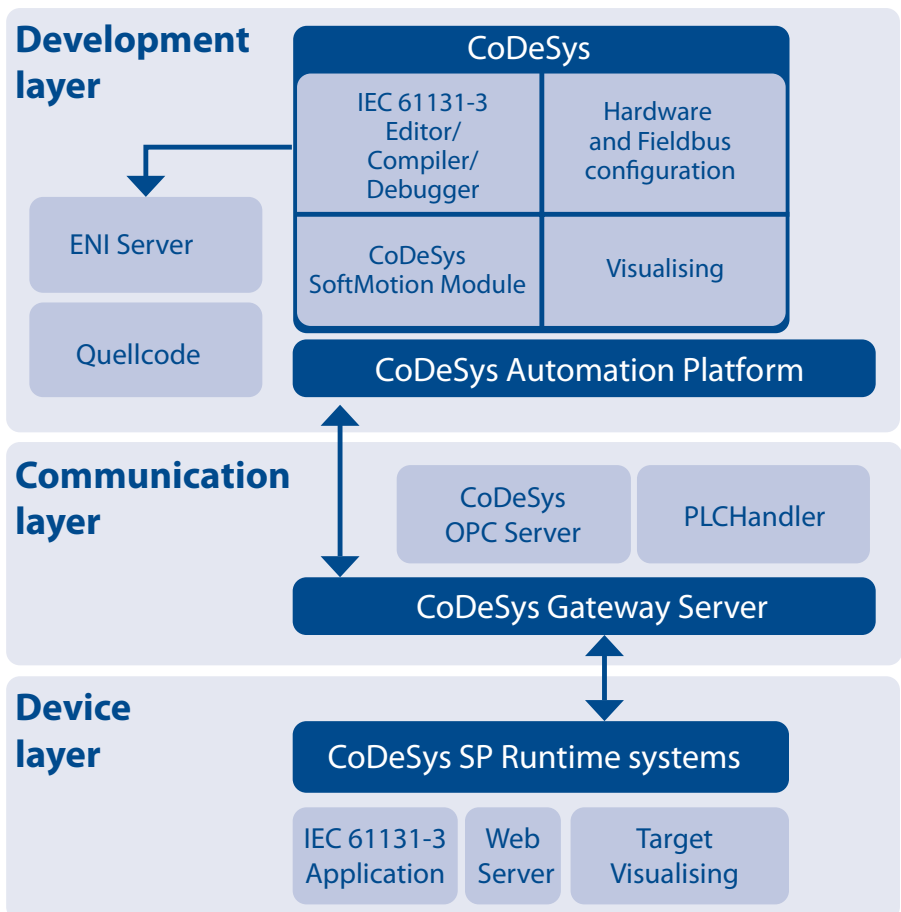 Development
layer
CoDeSys
IEC 61131-3
Editor/
Compiler/
Debugger
Hardware
and Fieldbus
configuration
ENI Server
CoDeSys
SoftMotion Module
Visualising
Quellcode
CoDeSys Automation Platform
Communication
layer
CoDeSys
OPC Server
PLCHandler
CoDeSys Gateway Server
Device
layer
CoDeSys SP Runtime systems
IEC 61131-3
Application
Web
Server
Target
Visualising